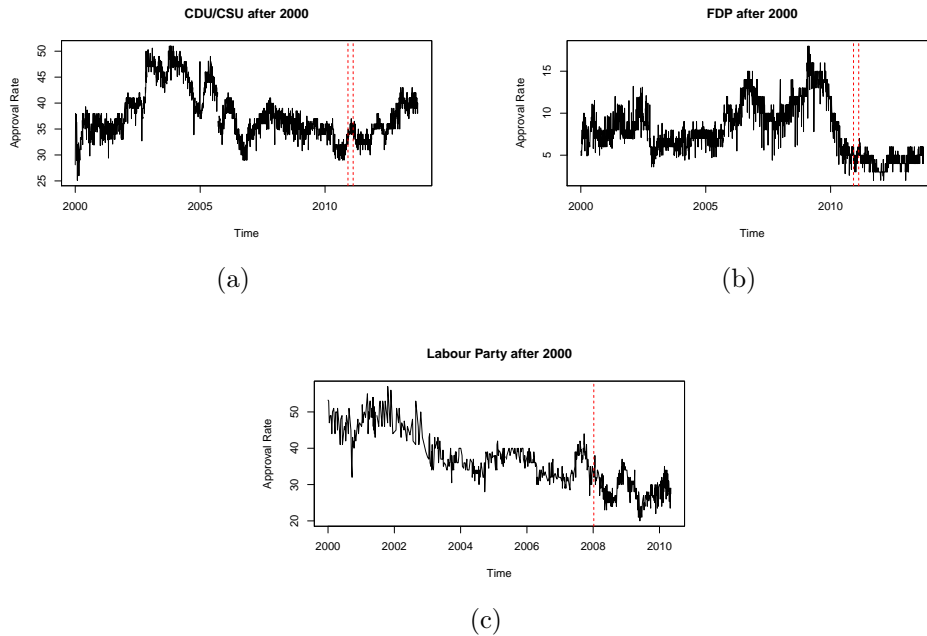 CDU/CSU after 2000
Approval Rate
25 30 35 40 45 50
2000 2005 2010
Time
(a)
FDP after 2000
Approval Rate
5 10 15
2000 2005 2010
Time
(b)
Labour Party after 2000
Approval Rate
20 30 40 50
2000 2002 2004 2006 2008 2010
Time
(c)